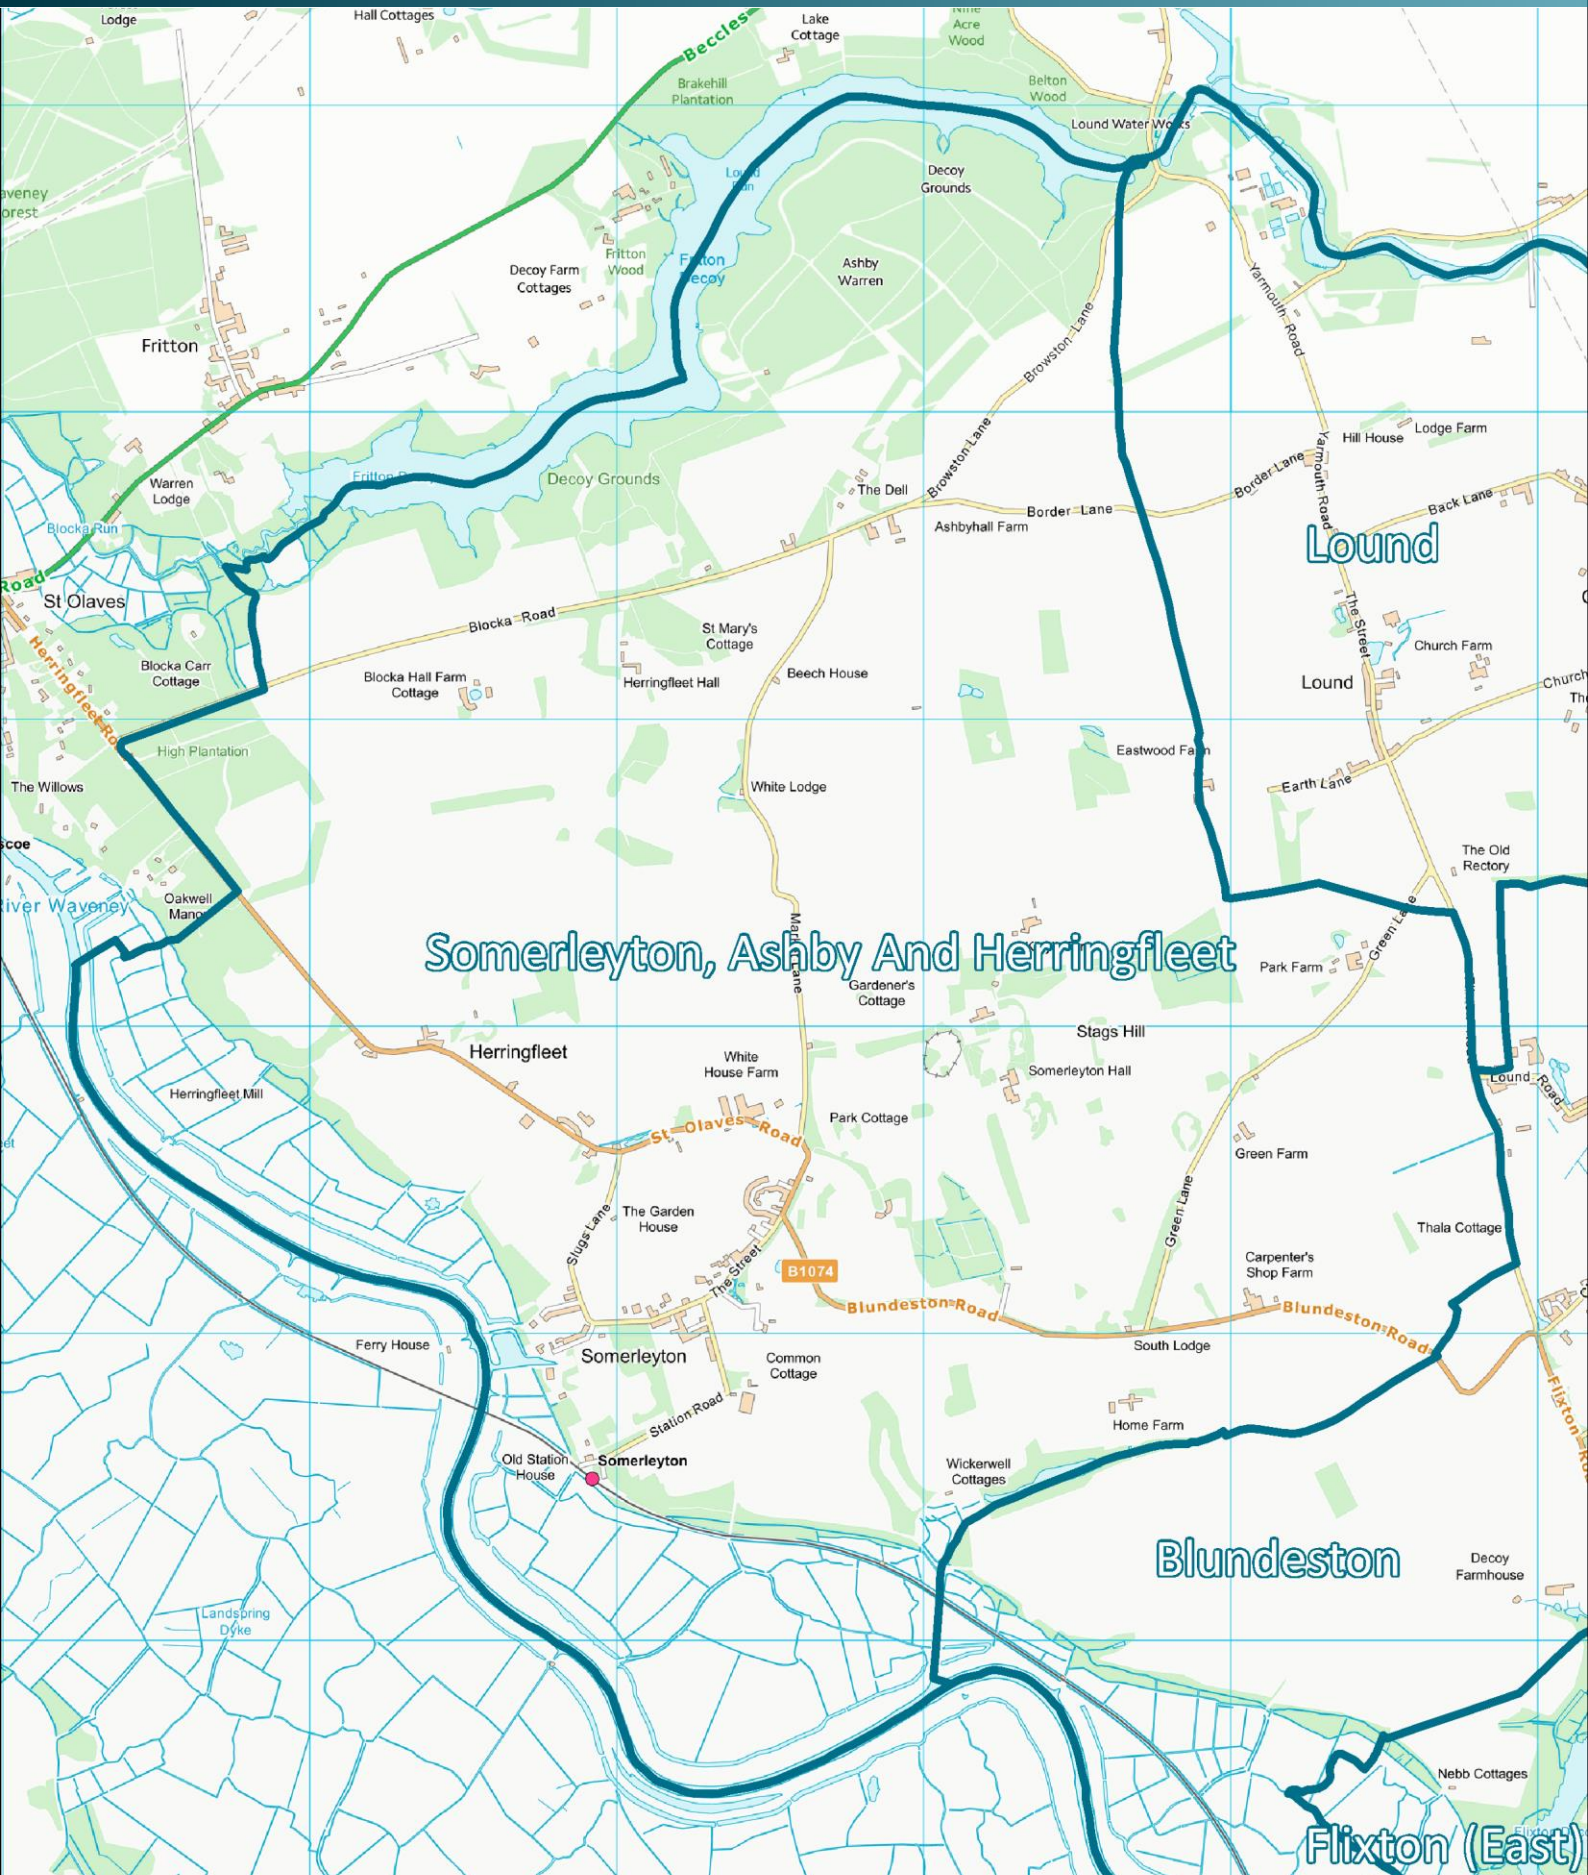 Lodge
Hall Cottages
Beccles
Lake
Cottage
Acre
Wood
Brakehill
Plantation
Belton
Wood
Lound Water Works
Decoy
Grounds
Fritton
Wood
Fritton
Decoy
Decoy Farm
Cottages
Ashby
Warren
Yarmouth Road
Browston Lane
Fritton
Hill House
Lodge Farm
Yarmouth Road
Border Lane
Browston Lane
Back Lane
Warren
Lodge
Fritton
Decoy Grounds
The Dell
Border Lane
Ashbyhall Farm
Blocka Run
Lound
Road
St Olaves
The Street
Blocka Road
St Mary's
Cottage
Herringfleet Road
Blocka Carr
Cottage
Blocka Hall Farm
Cottage
Herringfleet Hall
Beech House
Church Farm
Lound
Church
High Plantation
Eastwood Farm
The Willows
White Lodge
Earth Lane
The Old
Rectory
River Waveney
Oakwell
Manor
Green Lane
Somerleyton, Ashby And Herringfleet
Park Farm
Gardener's
Cottage
Stags Hill
Herringfleet
White
House Farm
Somerleyton Hall
Lound Road
Herringfleet Mill
St. Olaves Road
Park Cottage
Green Farm
Slugs Lane
The Garden
House
Green Lane
Thala Cottage
The Street
B1074
Carpenter's
Shop Farm
Blundeston Road
Blundeston Road
Ferry House
Somerleyton
Common
Cottage
South Lodge
Flixton
Station Road
Home Farm
Old Station
House
Somerleyton
Wickerwell
Cottages
Blundeston
Decoy
Farmhouse
Landspring
Dyke
Nebb Cottages
Flixton (East)